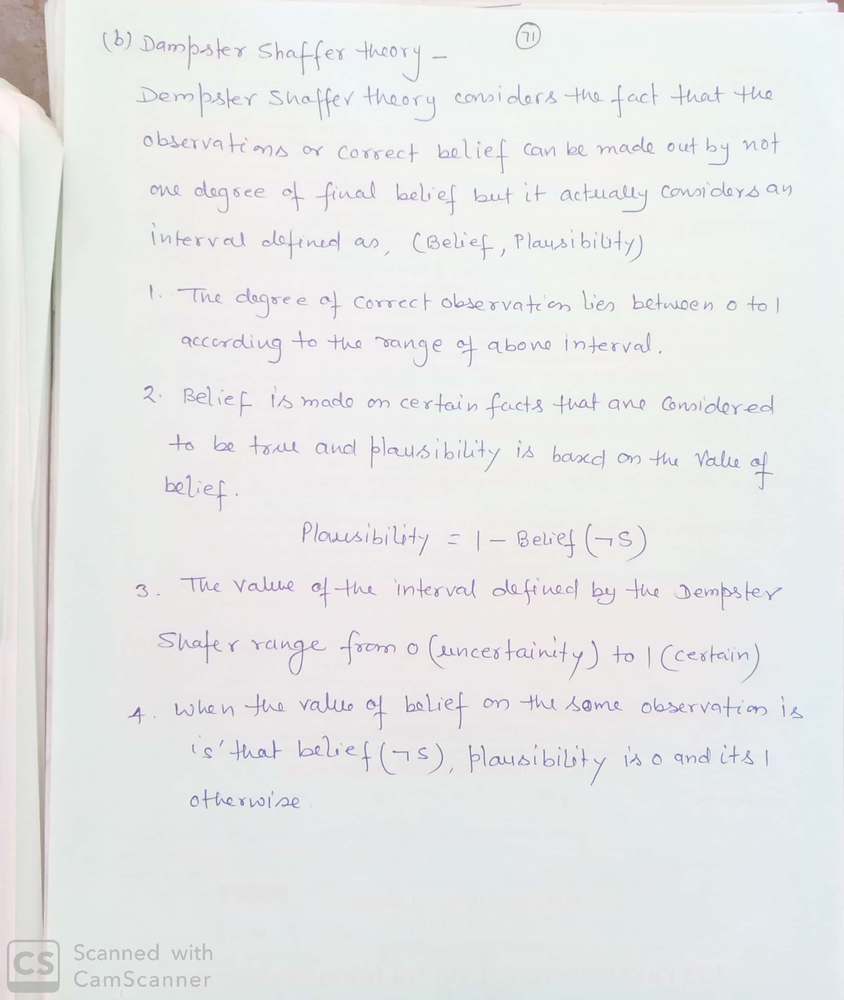 (b) Dampster Shaffer theory -
71
Dempster Shaffer theory considers the fact that the
observations or correct belief can be made out by not
one degree of final belief but it actually considers an
interval defined as, (Belief, Plausibility)
1. The degree of correct observation lies between 0 to 1
according to the range of above interval.
2. Belief is made on certain facts that are considered
to be true and plausibility is based on the value of
belief.
Plausibility = 1 - Belief (¬S)
3. The value of the interval defined by the Dempster
Shafer range from 0 (uncertainity) to 1 (certain)
4. When the value of belief on the same observation is
is' that belief (¬S), plausibility is 0 and its 1
otherwise.
CS Scanned with
CamScanner